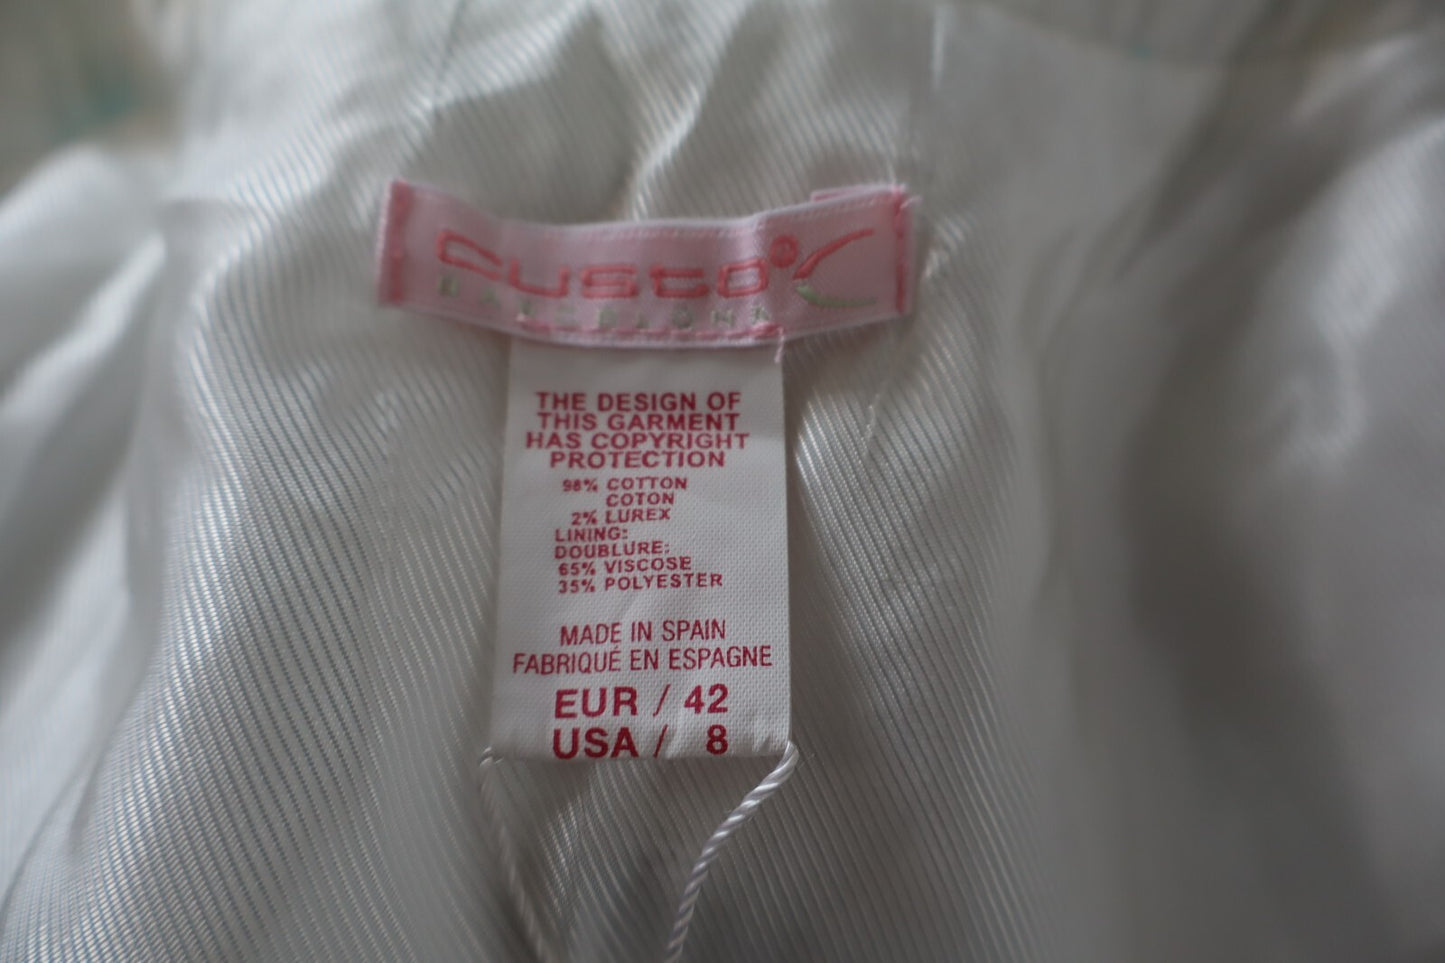 custo®
BARCELONA
THE DESIGN OF
THIS GARMENT
HAS COPYRIGHT
PROTECTION
98% COTTON
COTON
2% LUREX
LINING:
DOUBLURE:
65% VISCOSE
35% POLYESTER
MADE IN SPAIN
FABRIQUÉ EN ESPAGNE
EUR / 42
USA / 8